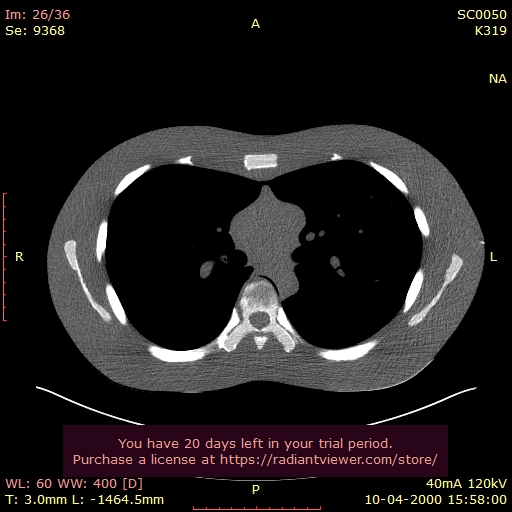 Im: 26/36
Se: 9368
A
SC0050
K319
NA
R
L
You have 20 days left in your trial period.
Purchase a license at https://radiantviewer.com/store/
WL: 60 WW: 400 [D]
T: 3.0mm L: -1464.5mm
P
40mA 120kV
10-04-2000 15:58:00